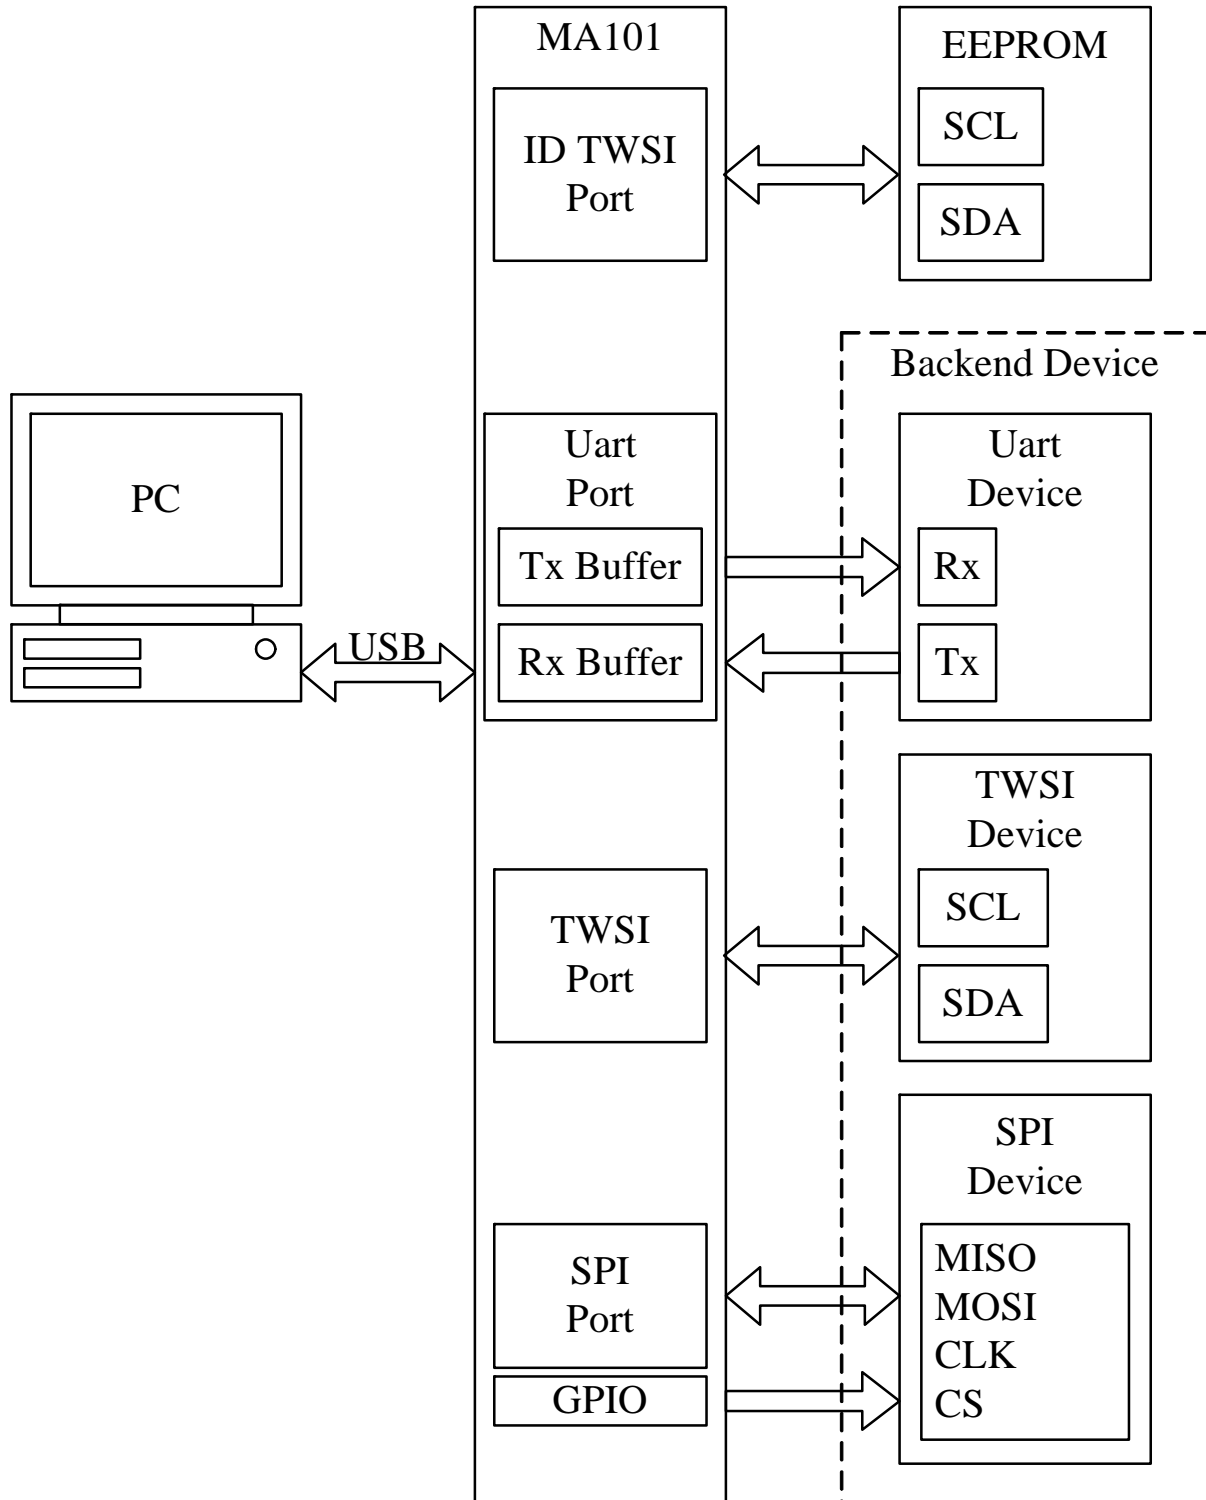 MA101
ID TWSI
Port
EEPROM
SCL
SDA
Backend Device
PC
USB
Uart
Port
Tx Buffer
Rx Buffer
Uart
Device
Rx
Tx
TWSI
Port
TWSI
Device
SCL
SDA
SPI
Port
GPIO
SPI
Device
MISO
MOSI
CLK
CS